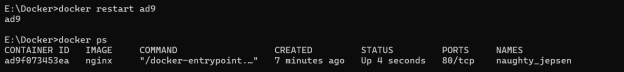 E:\Docker>docker restart ad9
ad9
E:\Docker>docker ps
CONTAINER ID   IMAGE     COMMAND                  CREATED         STATUS         PORTS     NAMES
ad9f073453ea   nginx     "/docker-entrypoint.…"   7 minutes ago   Up 4 seconds   80/tcp    naughty_jepsen